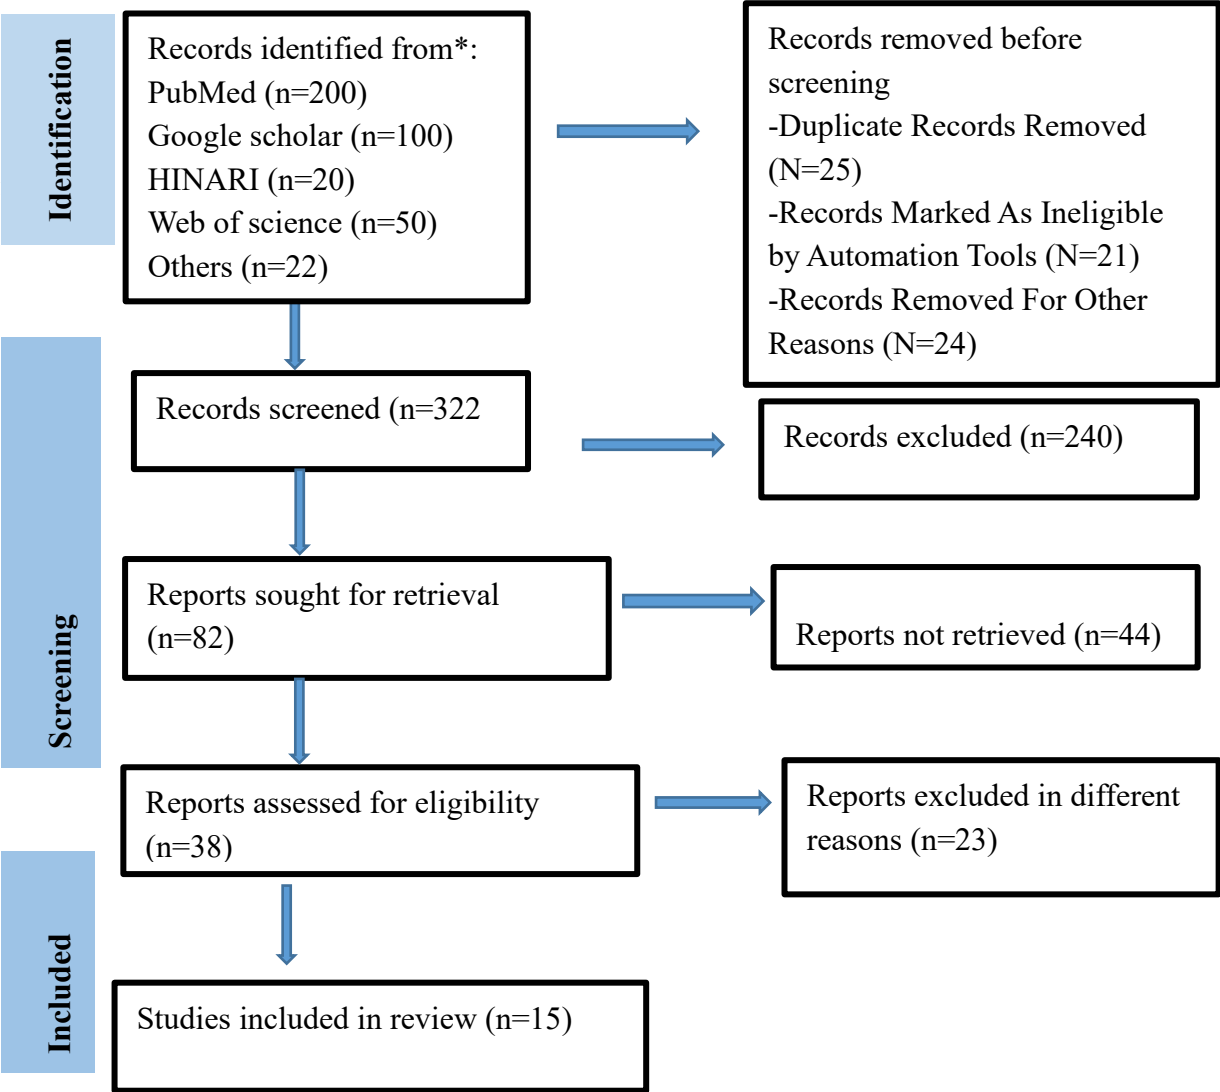 Identification
Records identified from*:
PubMed (n=200)
Google scholar (n=100)
HINARI (n=20)
Web of science (n=50)
Others (n=22)
Records removed before
screening
-Duplicate Records Removed
(N=25)
-Records Marked As Ineligible
by Automation Tools (N=21)
-Records Removed For Other
Reasons (N=24)
Screening
Records screened (n=322
Records excluded (n=240)
Reports sought for retrieval
(n=82)
Reports not retrieved (n=44)
Reports assessed for eligibility
(n=38)
Reports excluded in different
reasons (n=23)
Included
Studies included in review (n=15)